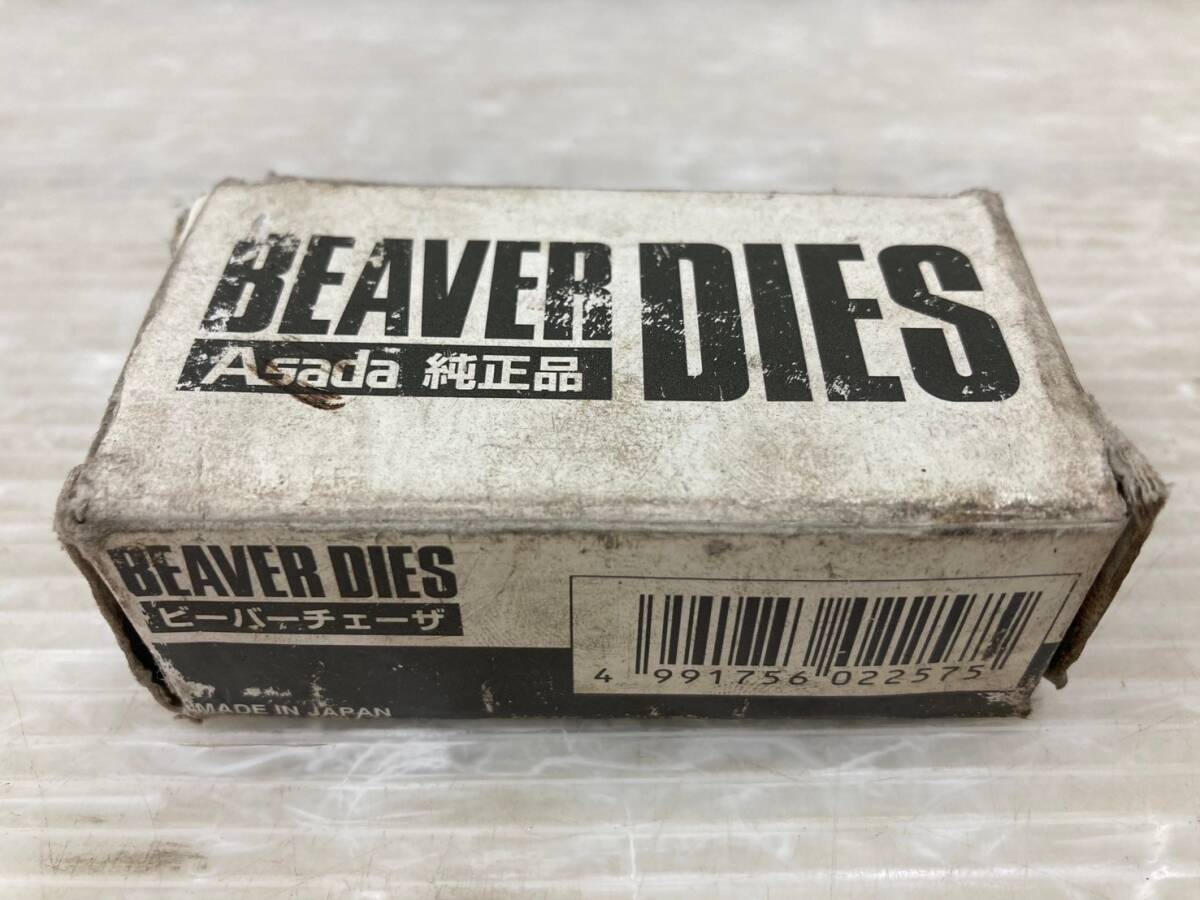 BEAVER DIES
Asada 純正品
BEAVER DIES
ビーバーチェーザ
MADE IN JAPAN
4 991756 022575